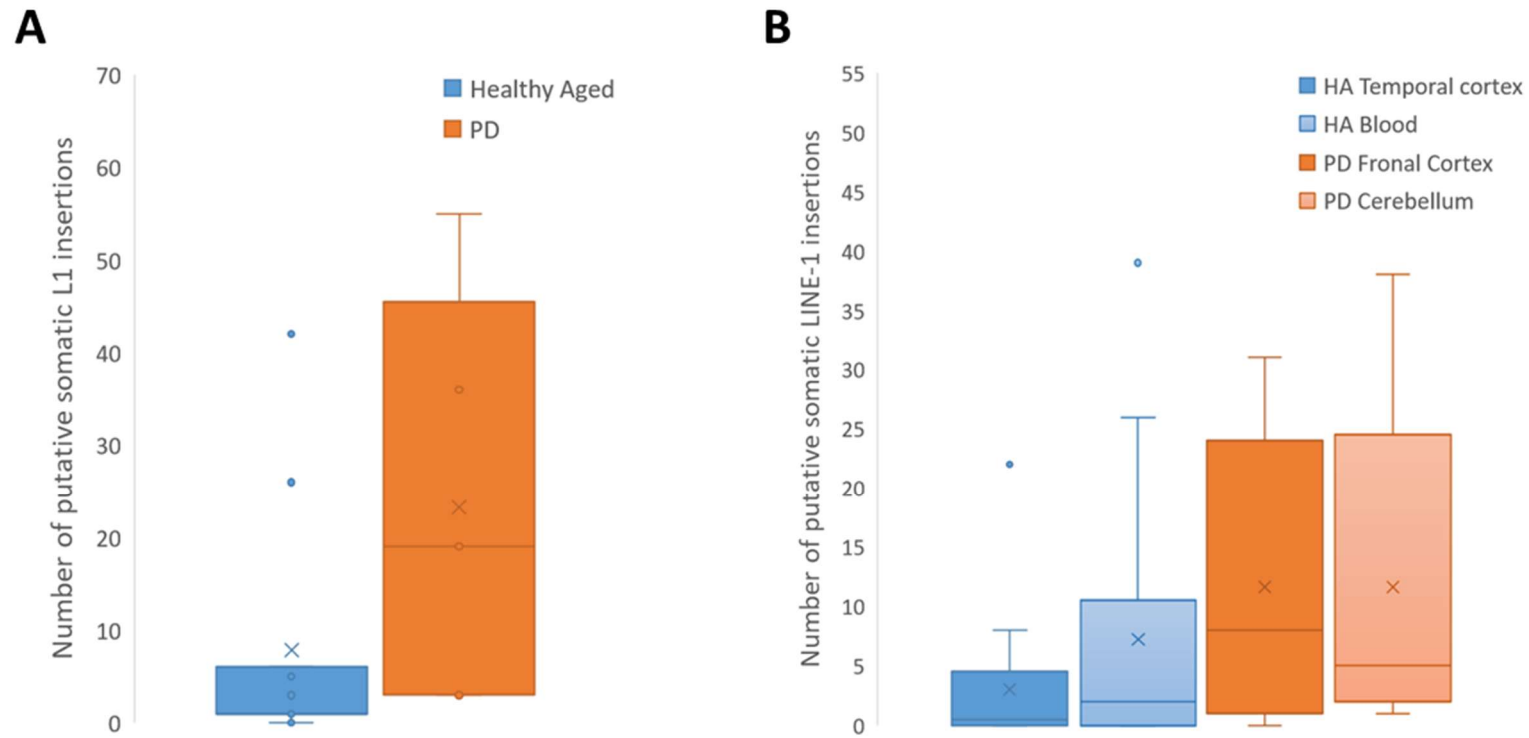 A
Number of putative somatic L1 insertions
70
60
50
40
30
20
10
0
Healthy Aged
PD
B
Number of putative somatic LINE-1 insertions
55
50
45
40
35
30
25
20
15
10
5
0
HA Temporal cortex
HA Blood
PD Fronal Cortex
PD Cerebellum